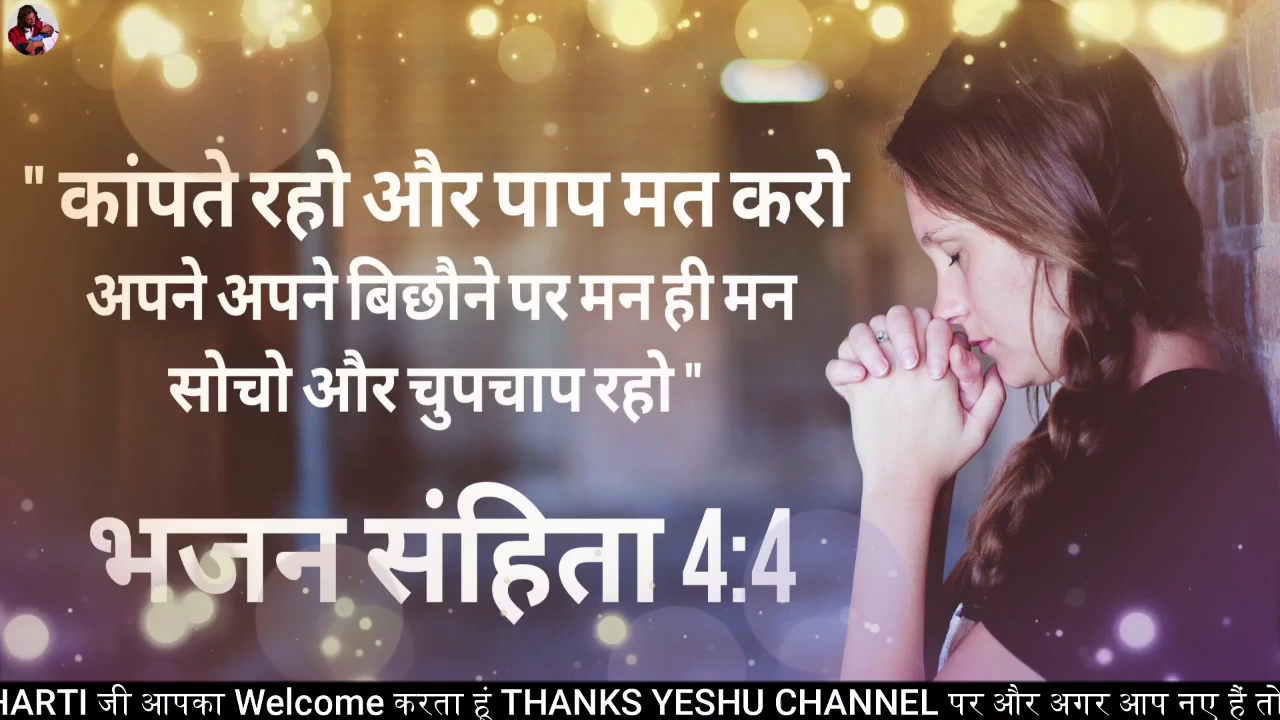 " कांपते रहो और पाप मत करो
अपने अपने बिछौने पर मन ही मन
सोचो और चुपचाप रहो "
भजन संहिता 4:4
HARTI जी आपका Welcome करता हूं THANKS YESHU CHANNEL पर और अगर आप नए हैं तो